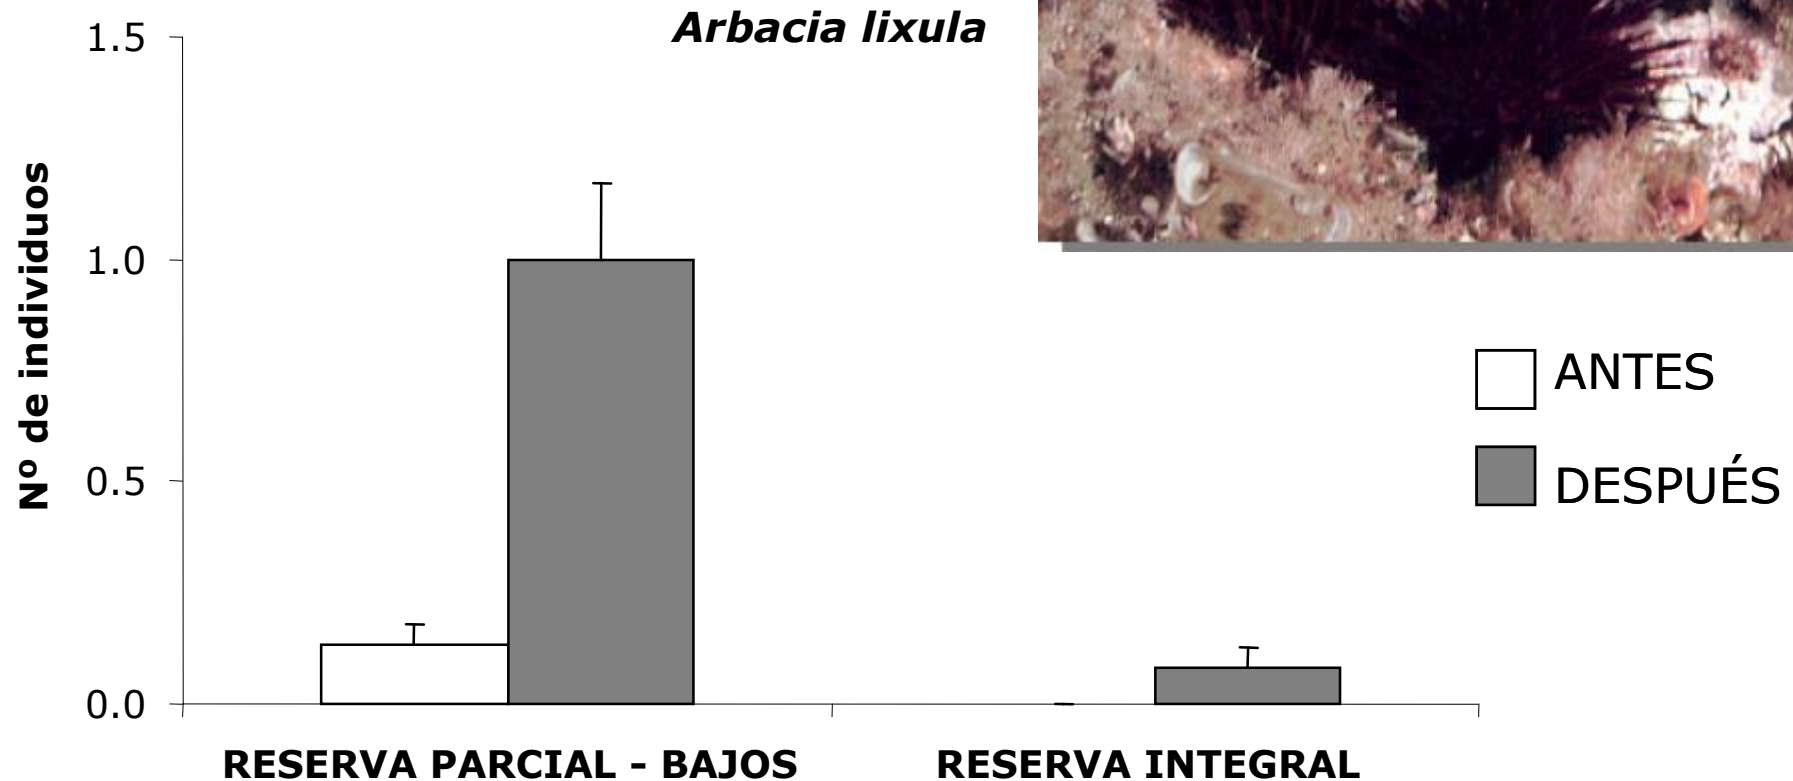 Arbacia lixula
1.5
1.0
0.5
0.0
Nº de individuos
ANTES
DESPUÉS
RESERVA PARCIAL - BAJOS
RESERVA INTEGRAL